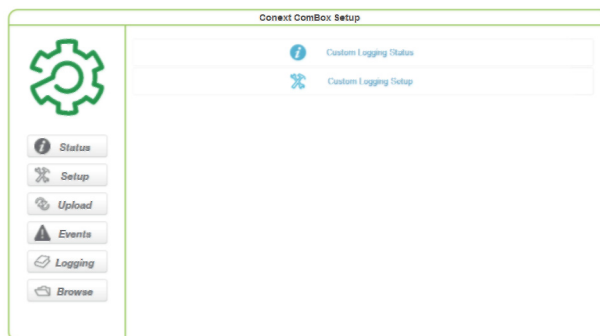 Conext ComBox Setup
Custom Logging Status
Custom Logging Setup
Status
Setup
Upload
Events
Logging
Browse